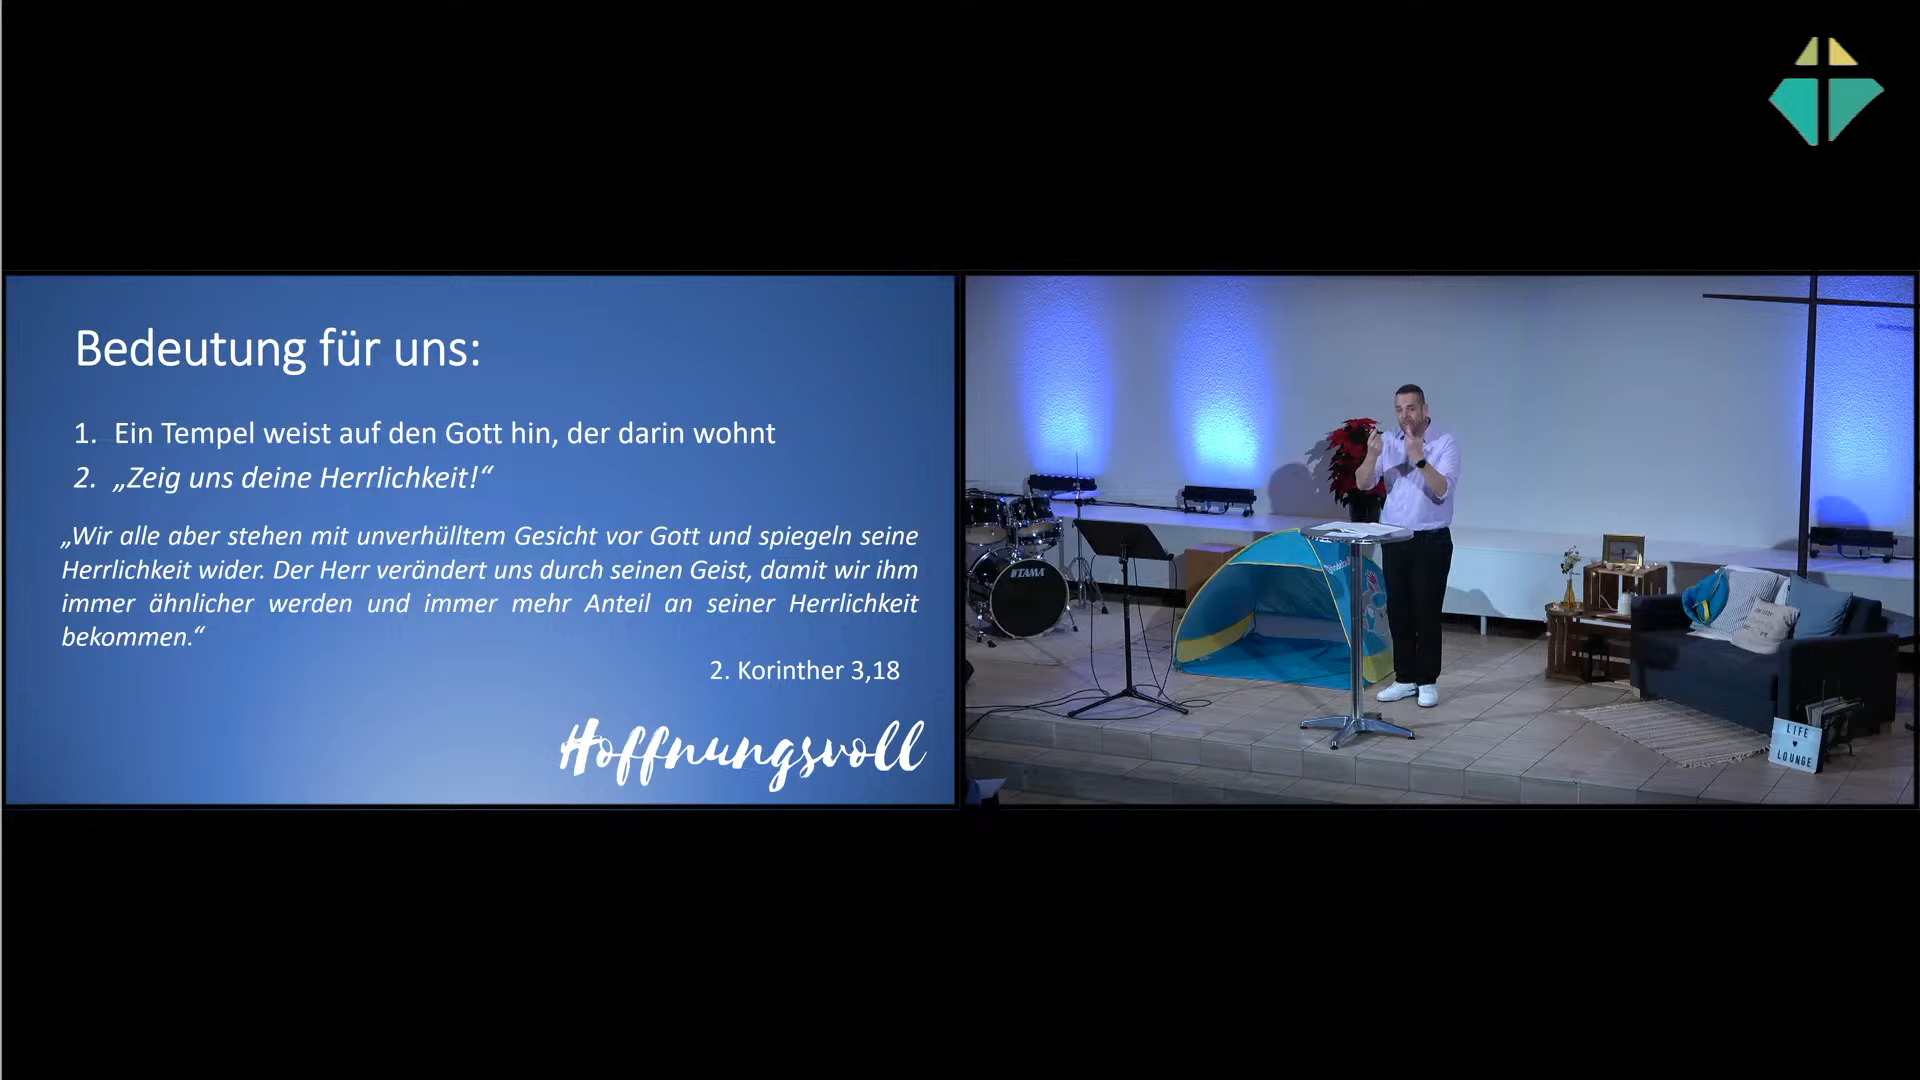 Bedeutung für uns:
1. Ein Tempel weist auf den Gott hin, der darin wohnt
2. „Zeig uns deine Herrlichkeit!“
„Wir alle aber stehen mit unverhülltem Gesicht vor Gott und spiegeln seine
Herrlichkeit wider. Der Herr verändert uns durch seinen Geist, damit wir ihm
immer ähnlicher werden und immer mehr Anteil an seiner Herrlichkeit
bekommen.“
2. Korinther 3,18
Hoffnungsvoll
TAMA
LIFE
♥
LOUNGE